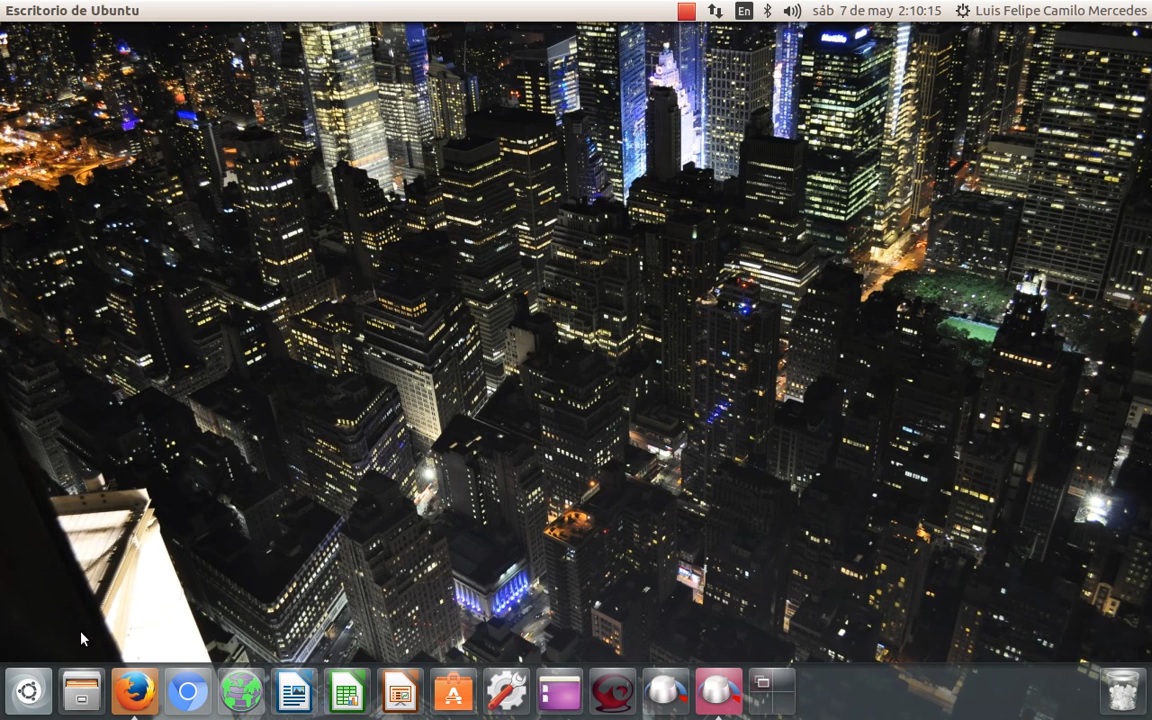 Escritorio de Ubuntu
En
sáb 7 de may 2:10:15
Luis Felipe Camilo Mercedes